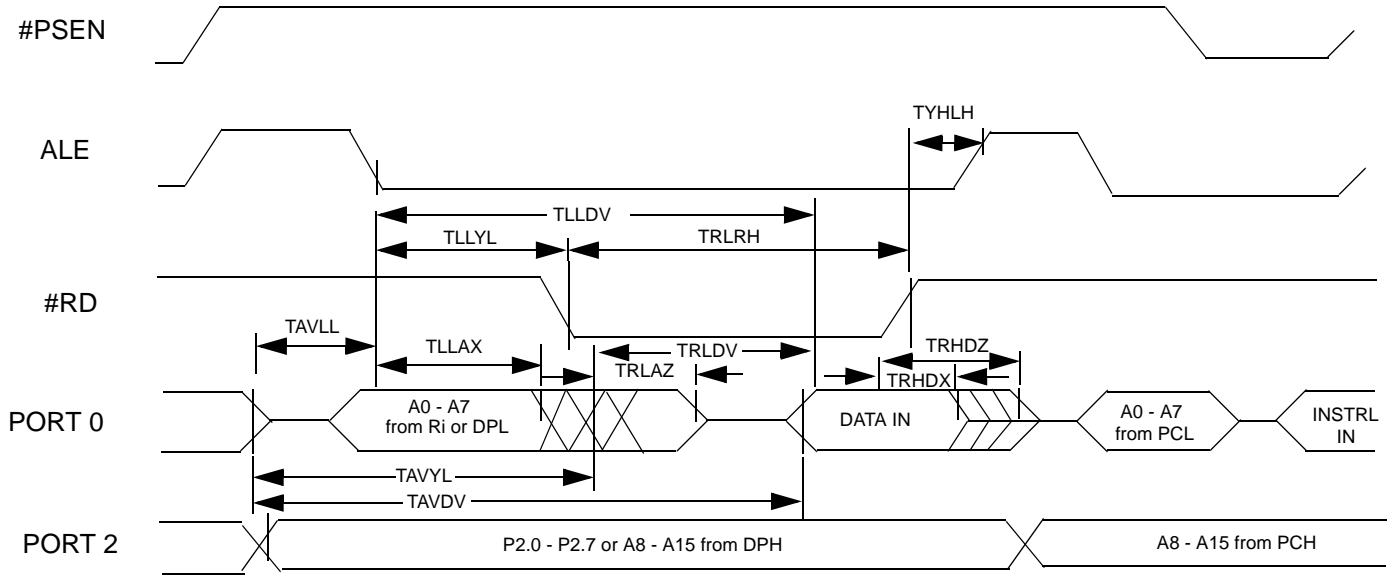 #PSEN
TYHLH
ALE
TLLDV
TLLYL
TRLRH
#RD
TAVLL
TLLAX
TRLDV
TRHDZ
TRLAZ
TRHDX
PORT 0
A0 - A7
from Ri or DPL
DATA IN
A0 - A7
from PCL
INSTRL
IN
TAVYL
TAVDV
PORT 2
P2.0 - P2.7 or A8 - A15 from DPH
A8 - A15 from PCH